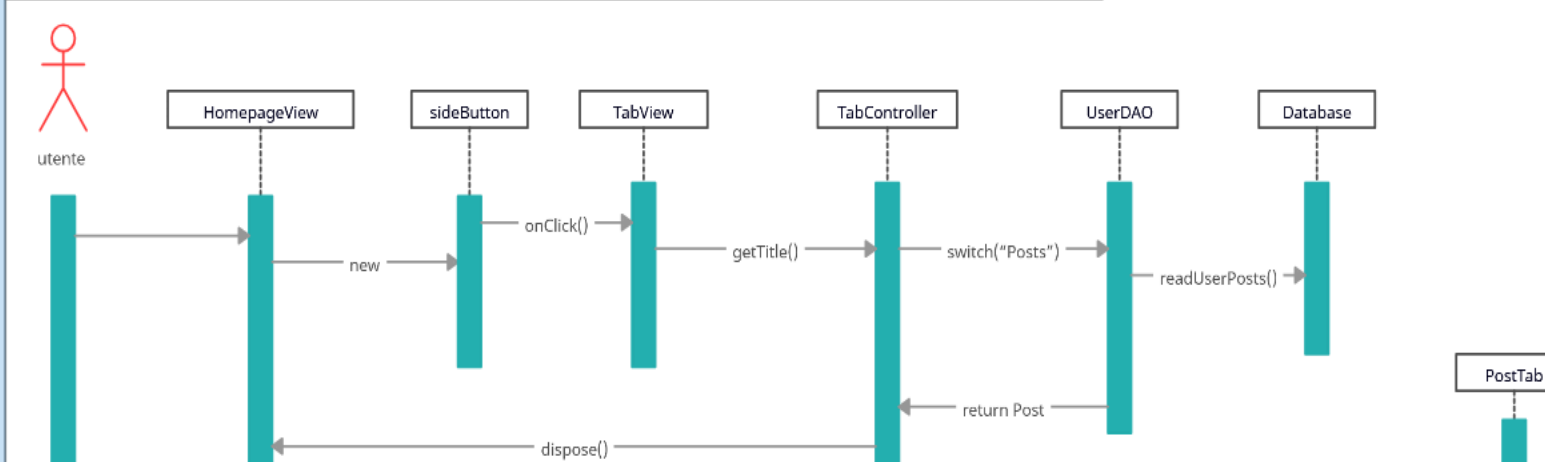 utente
HomepageView
sideButton
TabView
TabController
UserDAO
Database
onClick()
new
getTitle()
switch(“Posts”)
readUserPosts()
PostTab
return Post
dispose()